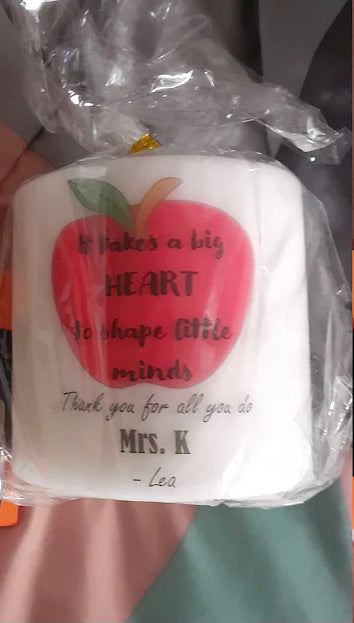 It takes a big
HEART
to shape little
minds
Thank you for all you do
Mrs. K
- Lea